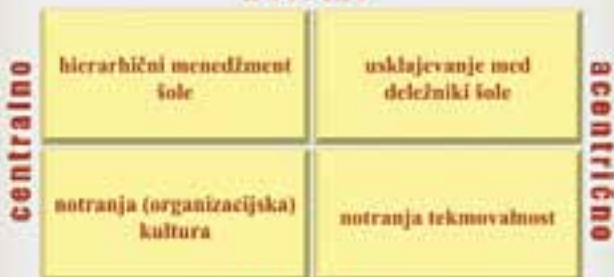 centralno
hierarhični menedžment
šole
usklajevanje med
deležniki šole
acentrično
notranja (organizacijska)
kultura
notranja tekmovalnost